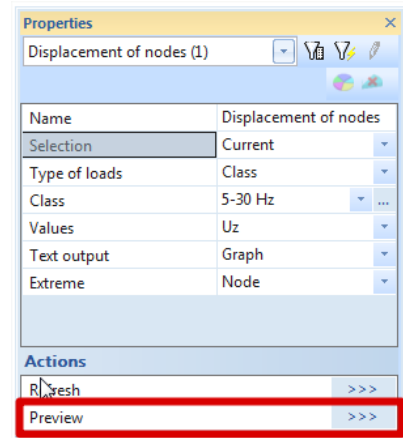 Properties
Displacement of nodes (1)
Name Displacement of nodes
Selection Current
Type of loads Class
Class 5-30 Hz ...
Values Uz
Text output Graph
Extreme Node
Actions
Refresh >>>
Preview >>>